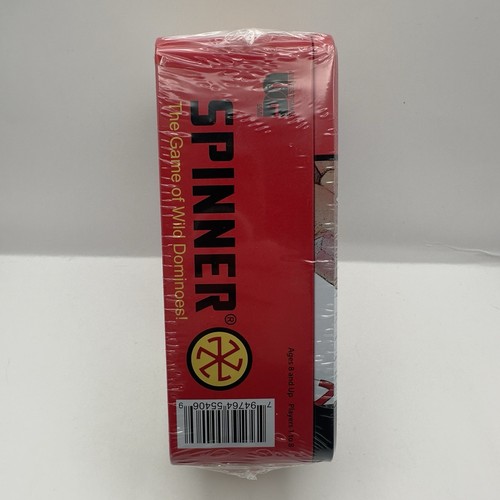 SPINNER®
The Game of Wild Dominoes!
Ages 8 and Up
7 94764 55406 9